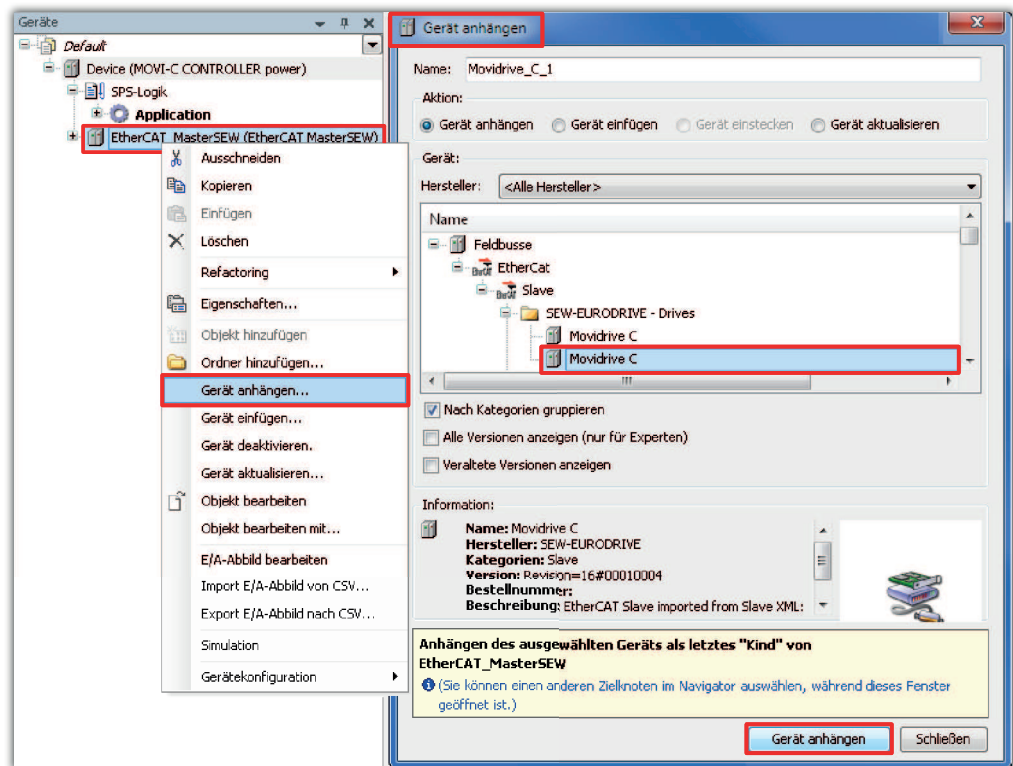 Geräte
Default
Device (MOVI-C CONTROLLER power)
SPS-Logik
Application
EtherCAT_MasterSEW (EtherCAT MasterSEW)
Ausschneiden
Kopieren
Einfügen
Löschen
Refactoring
Eigenschaften...
Objekt hinzufügen
Ordner hinzufügen...
Gerät anhängen...
Gerät einfügen...
Gerät deaktivieren.
Gerät aktualisieren...
Objekt bearbeiten
Objekt bearbeiten mit...
E/A-Abbild bearbeiten
Import E/A-Abbild von CSV...
Export E/A-Abbild nach CSV...
Simulation
Gerätekonfiguration
Gerät anhängen
Name: Movidrive_C_1
Aktion:
Gerät anhängen Gerät einfügen Gerät einstecken Gerät aktualisieren
Gerät:
Hersteller: <Alle Hersteller>
Name
Feldbusse
EtherCat
Slave
SEW-EURODRIVE - Drives
Movidrive C
Movidrive C
Nach Kategorien gruppieren
Alle Versionen anzeigen (nur für Experten)
Veraltete Versionen anzeigen
Information:
Name: Movidrive C
Hersteller: SEW-EURODRIVE
Kategorien: Slave
Version: Revision=16#00010004
Bestellnummer:
Beschreibung: EtherCAT Slave imported from Slave XML:
Anhängen des ausgewählten Geräts als letztes "Kind" von
EtherCAT_MasterSEW
(Sie können einen anderen Zielknoten im Navigator auswählen, während dieses Fenster
geöffnet ist.)
Gerät anhängen Schließen